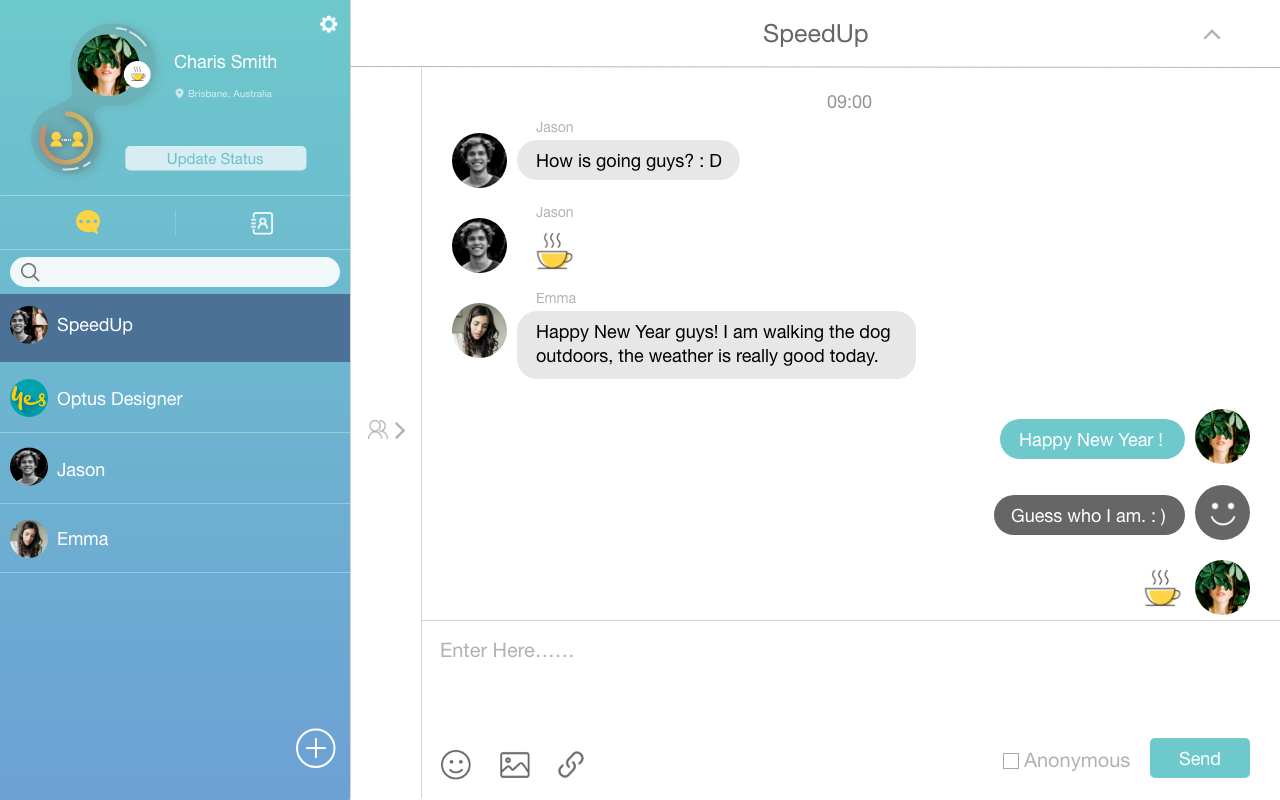 Charis Smith
Brisbane, Australia
Update Status
SpeedUp
yes
Optus Designer
Jason
Emma
SpeedUp
09:00
Jason
How is going guys? : D
Jason
Emma
Happy New Year guys! I am walking the dog
outdoors, the weather is really good today.
Happy New Year !
Guess who I am. : )
Enter Here......
Anonymous
Send